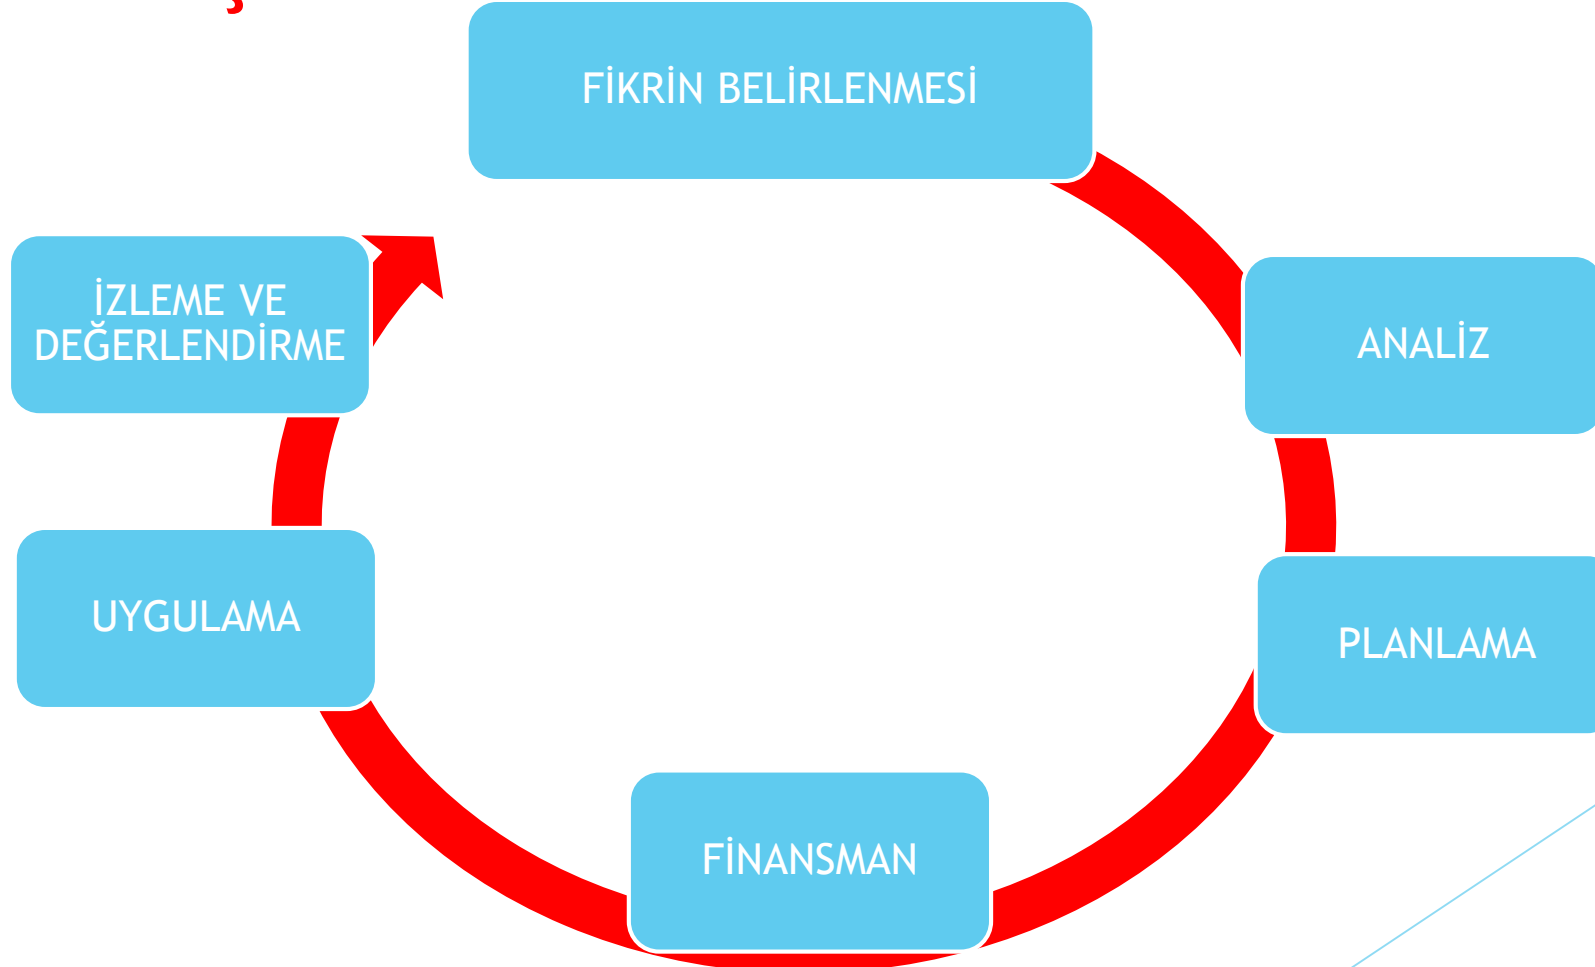 FİKRİN BELİRLENMESİ
ANALİZ
PLANLAMA
FİNANSMAN
UYGULAMA
İZLEME VE
DEĞERLENDİRME